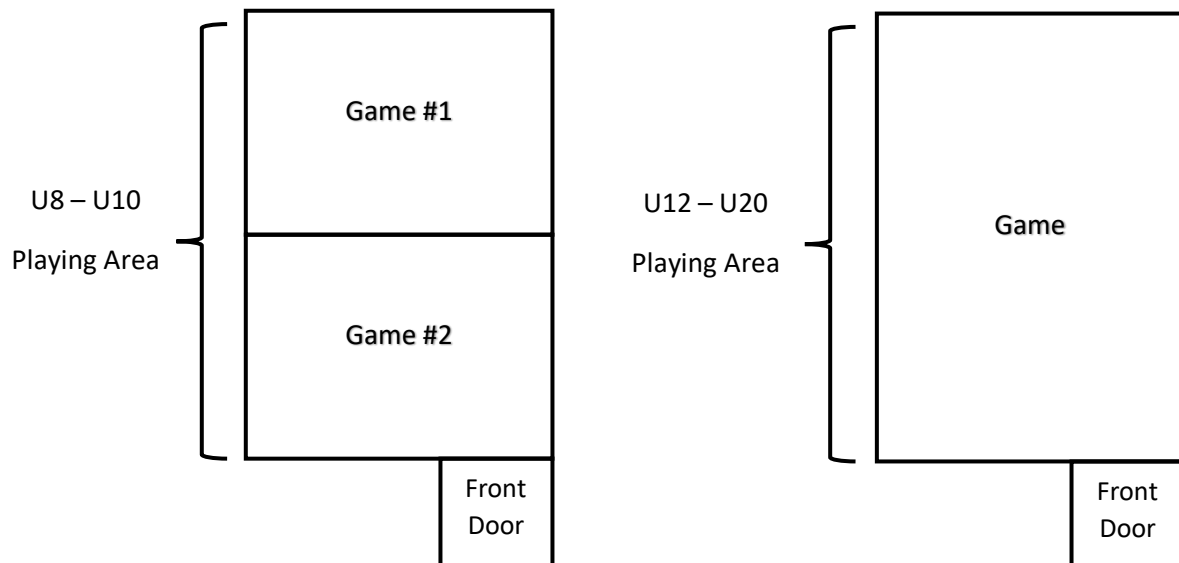 Game #1
U8 – U10
Playing Area
Game #2
Front
Door
U12 – U20
Playing Area
Game
Front
Door